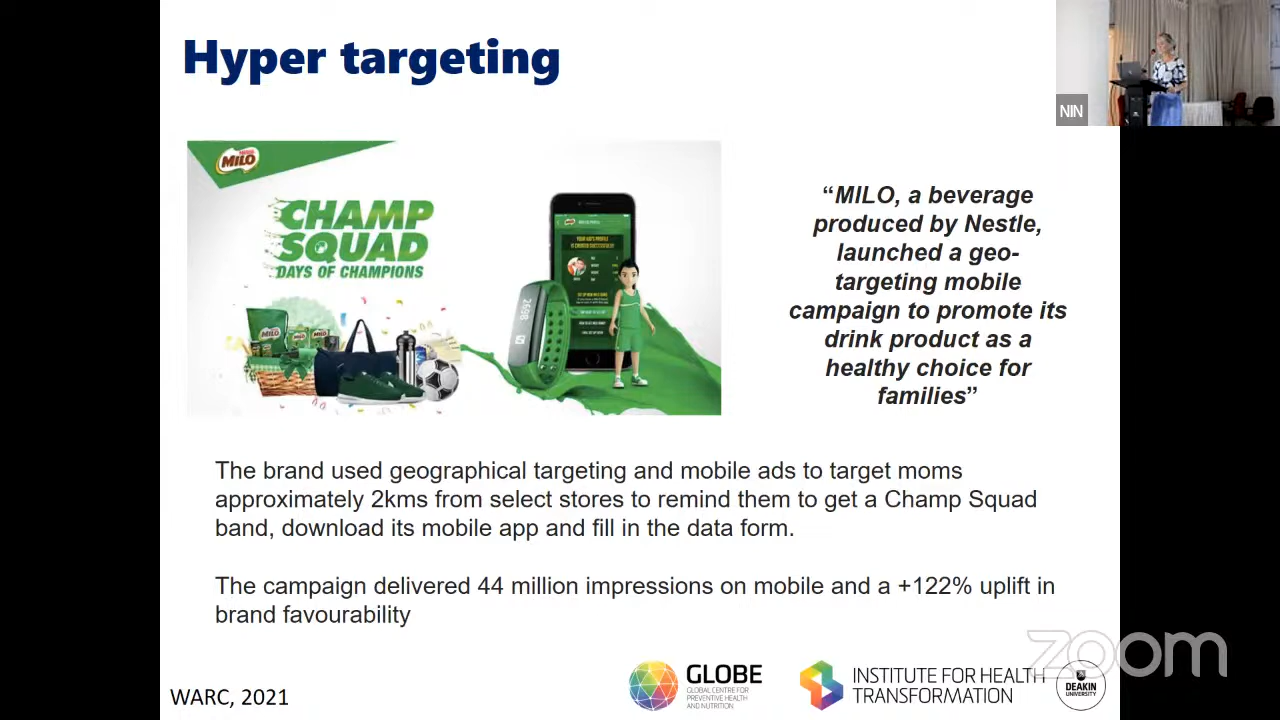 Hyper targeting
NIN
NESTLE
MILO
CHAMP
SQUAD
DAYS OF CHAMPIONS
“MILO, a beverage
produced by Nestle,
launched a geo-
targeting mobile
campaign to promote its
drink product as a
healthy choice for
families”
MILO
MILO
2698
The brand used geographical targeting and mobile ads to target moms
approximately 2kms from select stores to remind them to get a Champ Squad
band, download its mobile app and fill in the data form.
The campaign delivered 44 million impressions on mobile and a +122% uplift in
brand favourability
zoom
WARC, 2021
GLOBE
GLOBAL CENTRE FOR
PREVENTIVE HEALTH
AND NUTRITION
INSTITUTE FOR HEALTH
TRANSFORMATION
DEAKIN
UNIVERSITY